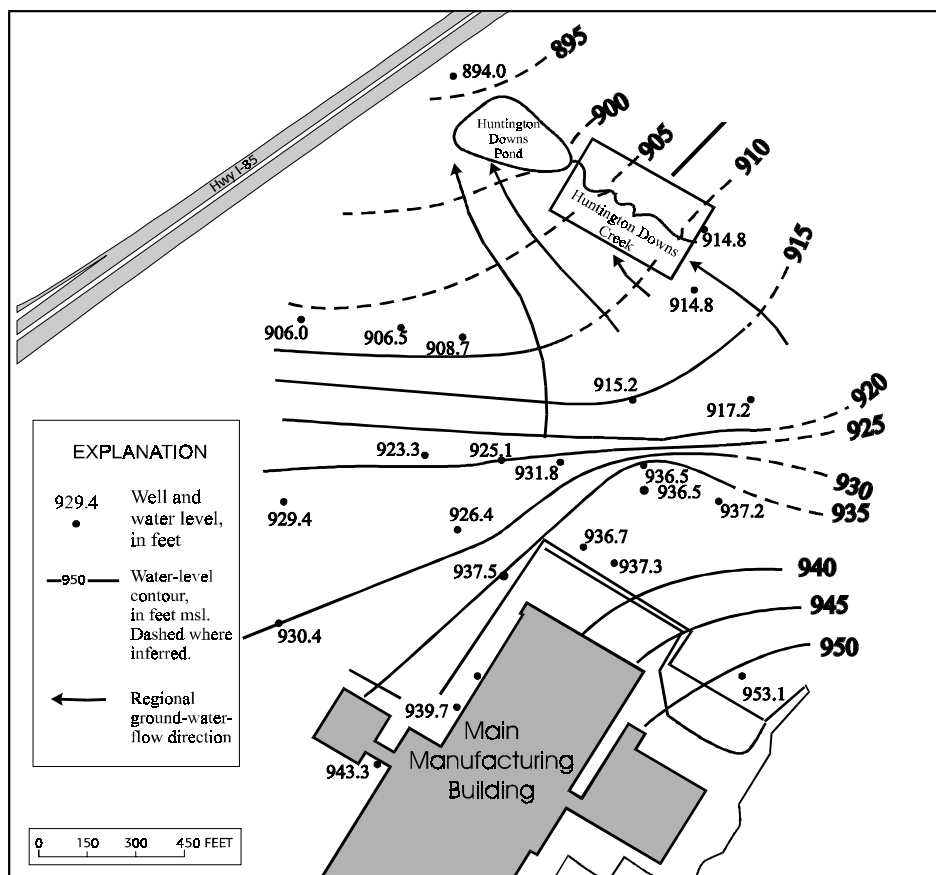 895
894.0
Huntington
Downs
Pond
900
905
910
Hwy I-85
Huntington Downs
Creek
914.8
915
914.8
906.0
906.5
908.7
915.2
917.2
920
925
923.3
925.1
931.8
936.5
936.5
930
935
937.2
929.4
926.4
936.7
937.3
937.5
940
945
950
930.4
953.1
939.7
943.3
Main
Manufacturing
Building
EXPLANATION
929.4
Well and
water level,
in feet
950
Water-level
contour,
in feet msl.
Dashed where
inferred.
Regional
ground-water-
flow direction
0 150 300 450 FEET